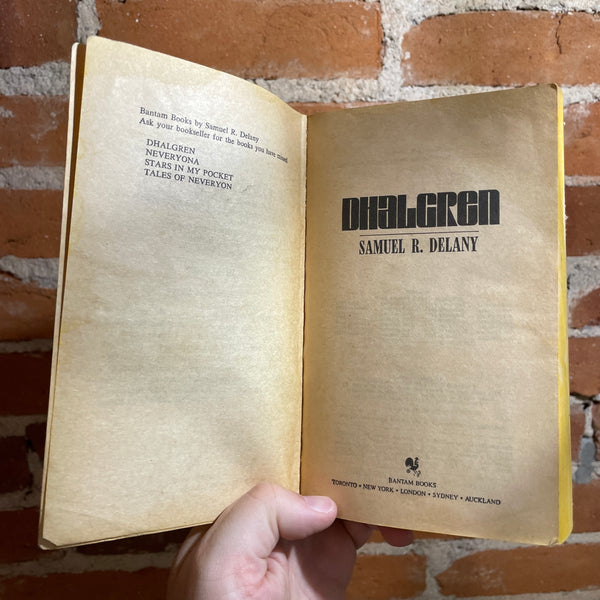 Bantam Books by Samuel R. Delany
Ask your bookseller for the books you have missed
DHALGREN
NEVERYONA
STARS IN MY POCKET
TALES OF NEVERYON
DHALGREN
SAMUEL R. DELANY
BANTAM BOOKS
TORONTO • NEW YORK • LONDON • SYDNEY • AUCKLAND